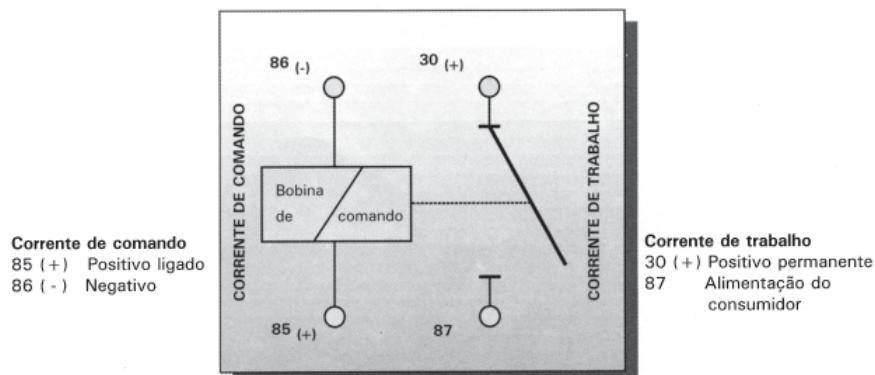 86 (-)
30 (+)
CORRENTE DE COMANDO
Bobina
de comando
CORRENTE DE TRABALHO
85 (+)
87
Corrente de comando
85 (+) Positivo ligado
86 (-) Negativo
Corrente de trabalho
30 (+) Positivo permanente
87 Alimentação do
consumidor